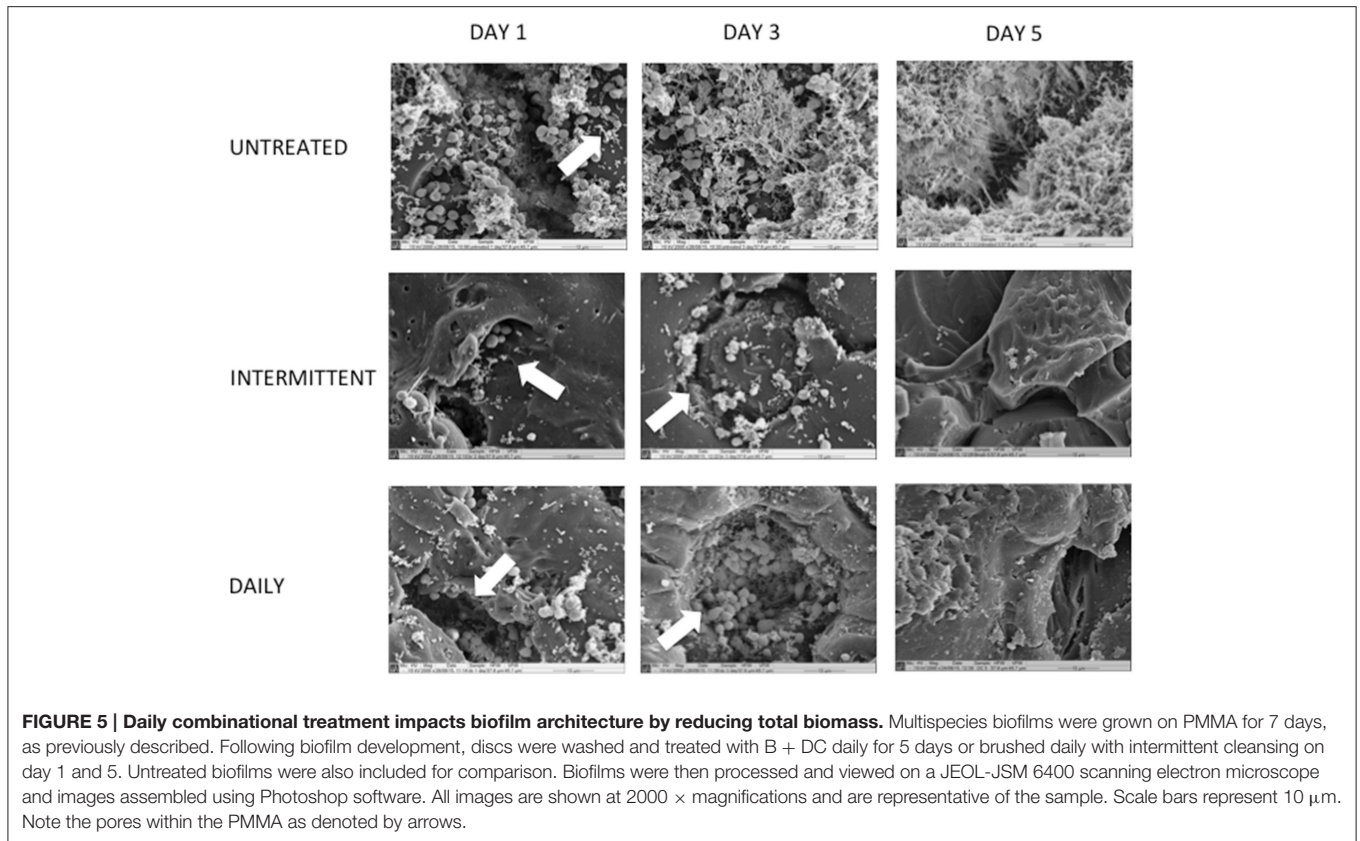 DAY 1 DAY 3 DAY 5
UNTREATED
INTERMITTENT
DAILY
FIGURE 5 | Daily combinational treatment impacts biofilm architecture by reducing total biomass. Multispecies biofilms were grown on PMMA for 7 days,
as previously described. Following biofilm development, discs were washed and treated with B + DC daily for 5 days or brushed daily with intermittent cleansing on
day 1 and 5. Untreated biofilms were also included for comparison. Biofilms were then processed and viewed on a JEOL-JSM 6400 scanning electron microscope
and images assembled using Photoshop software. All images are shown at 2000 × magnifications and are representative of the sample. Scale bars represent 10 μm.
Note the pores within the PMMA as denoted by arrows.